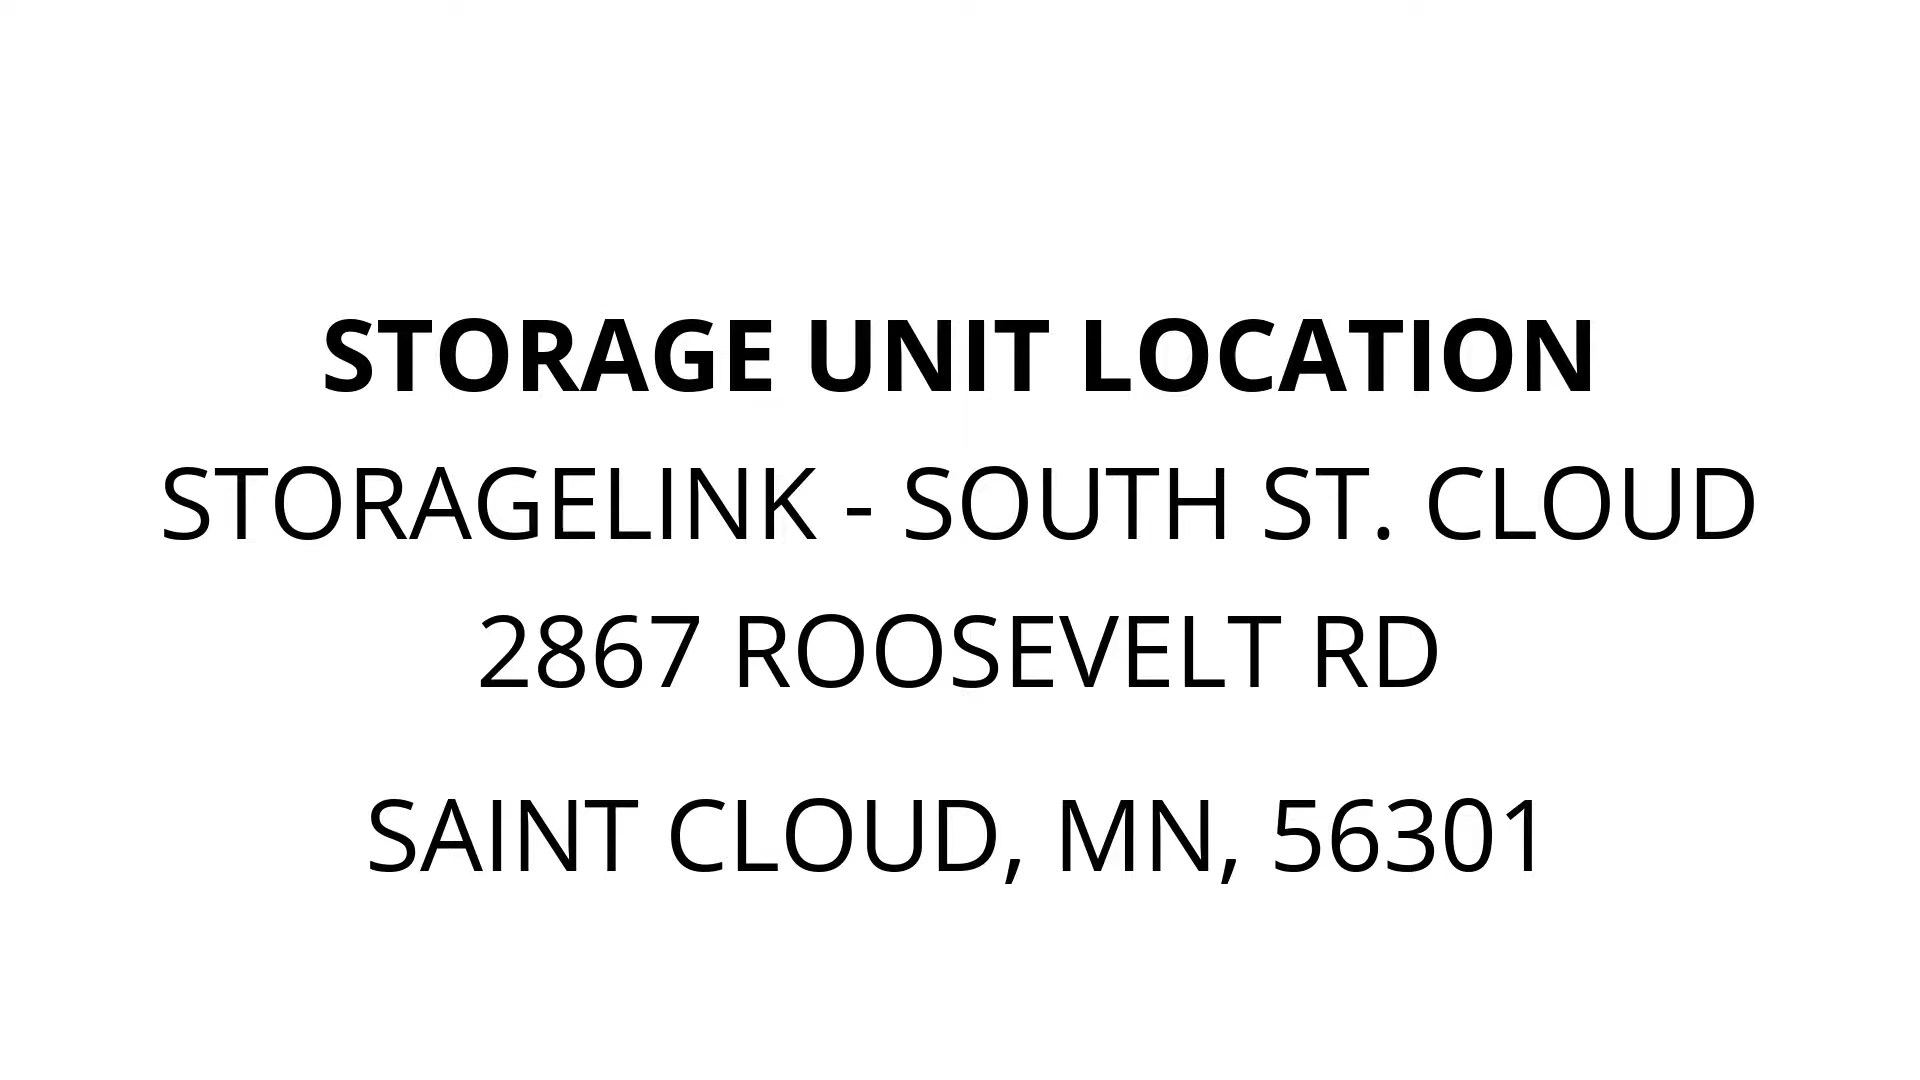 STORAGE UNIT LOCATION
STORAGELINK - SOUTH ST. CLOUD
2867 ROOSEVELT RD
SAINT CLOUD, MN, 56301